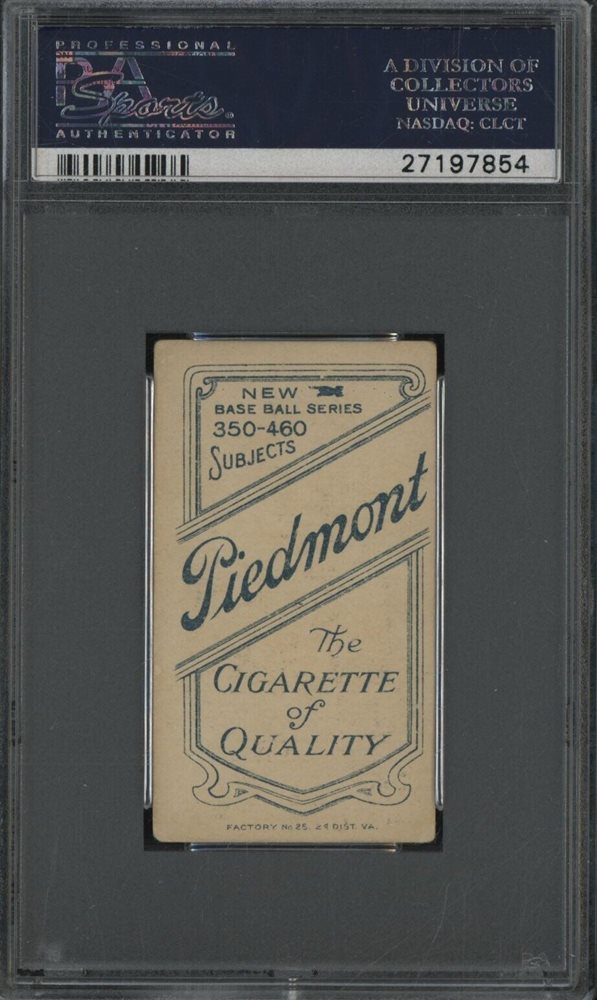 PROFESSIONAL
PSA
Sports.
AUTHENTICATOR
A DIVISION OF
COLLECTORS
UNIVERSE
NASDAQ: CLCT
27197854
NEW
BASE BALL SERIES
350-460
SUBJECTS
Piedmont
The
CIGARETTE
of
QUALITY
FACTORY No 25. 2d DIST. VA.
PSA